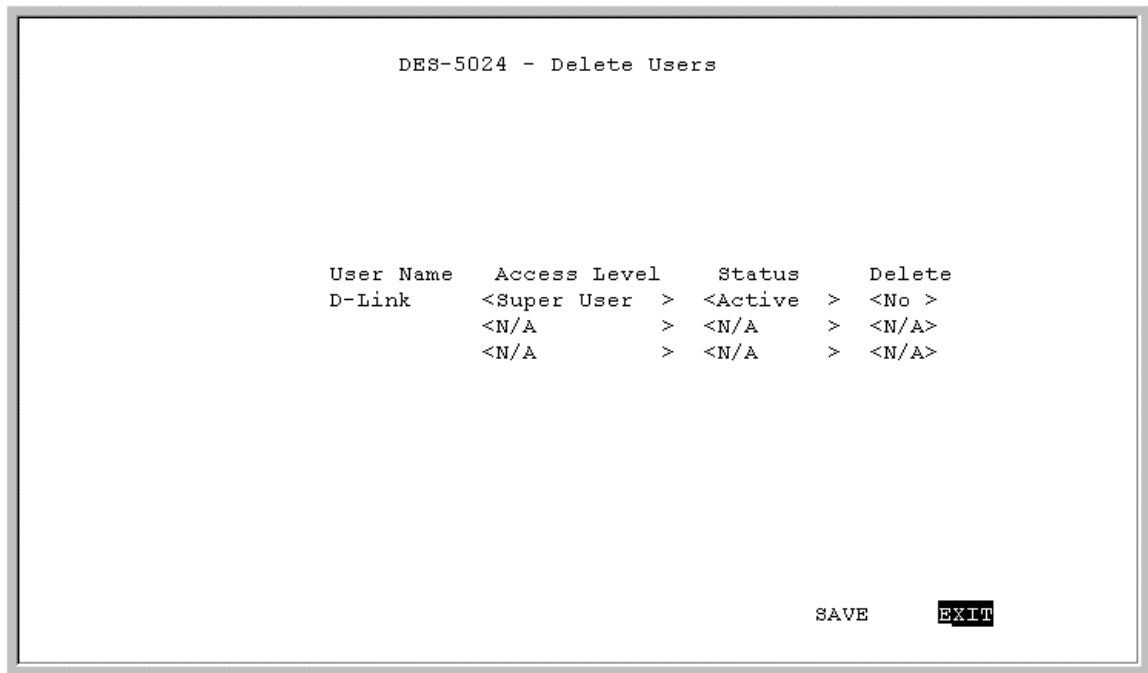 DES-5024 - Delete Users
User Name   Access Level    Status     Delete
D-Link     <Super User  >  <Active  >  <No >
<N/A         >  <N/A     >  <N/A>
<N/A         >  <N/A     >  <N/A>
SAVE     EXIT